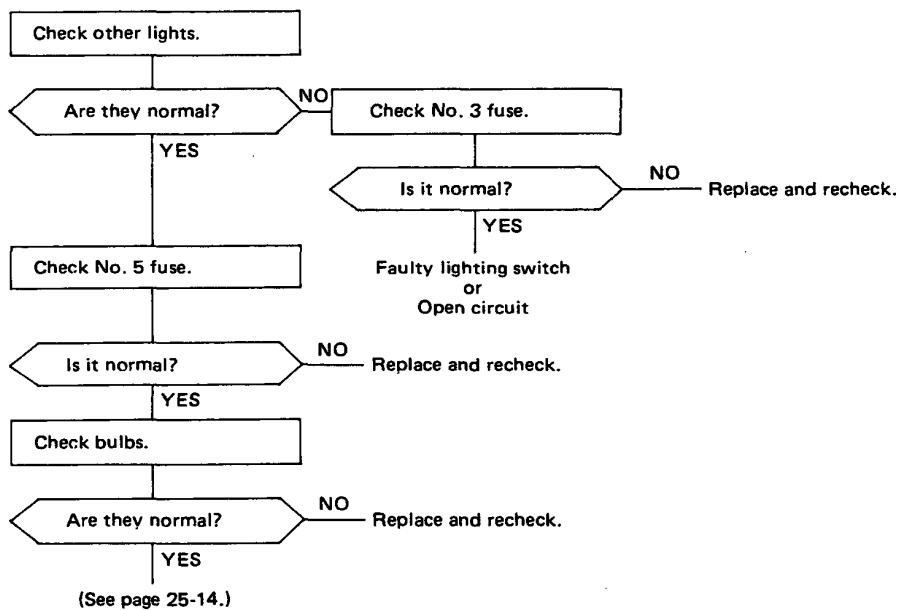 Check other lights.
Are they normal?
NO
Check No. 3 fuse.
YES
Is it normal?
NO
Replace and recheck.
YES
Faulty lighting switch
or
Open circuit
Check No. 5 fuse.
Is it normal?
NO
Replace and recheck.
YES
Check bulbs.
Are they normal?
NO
Replace and recheck.
YES
(See page 25-14.)